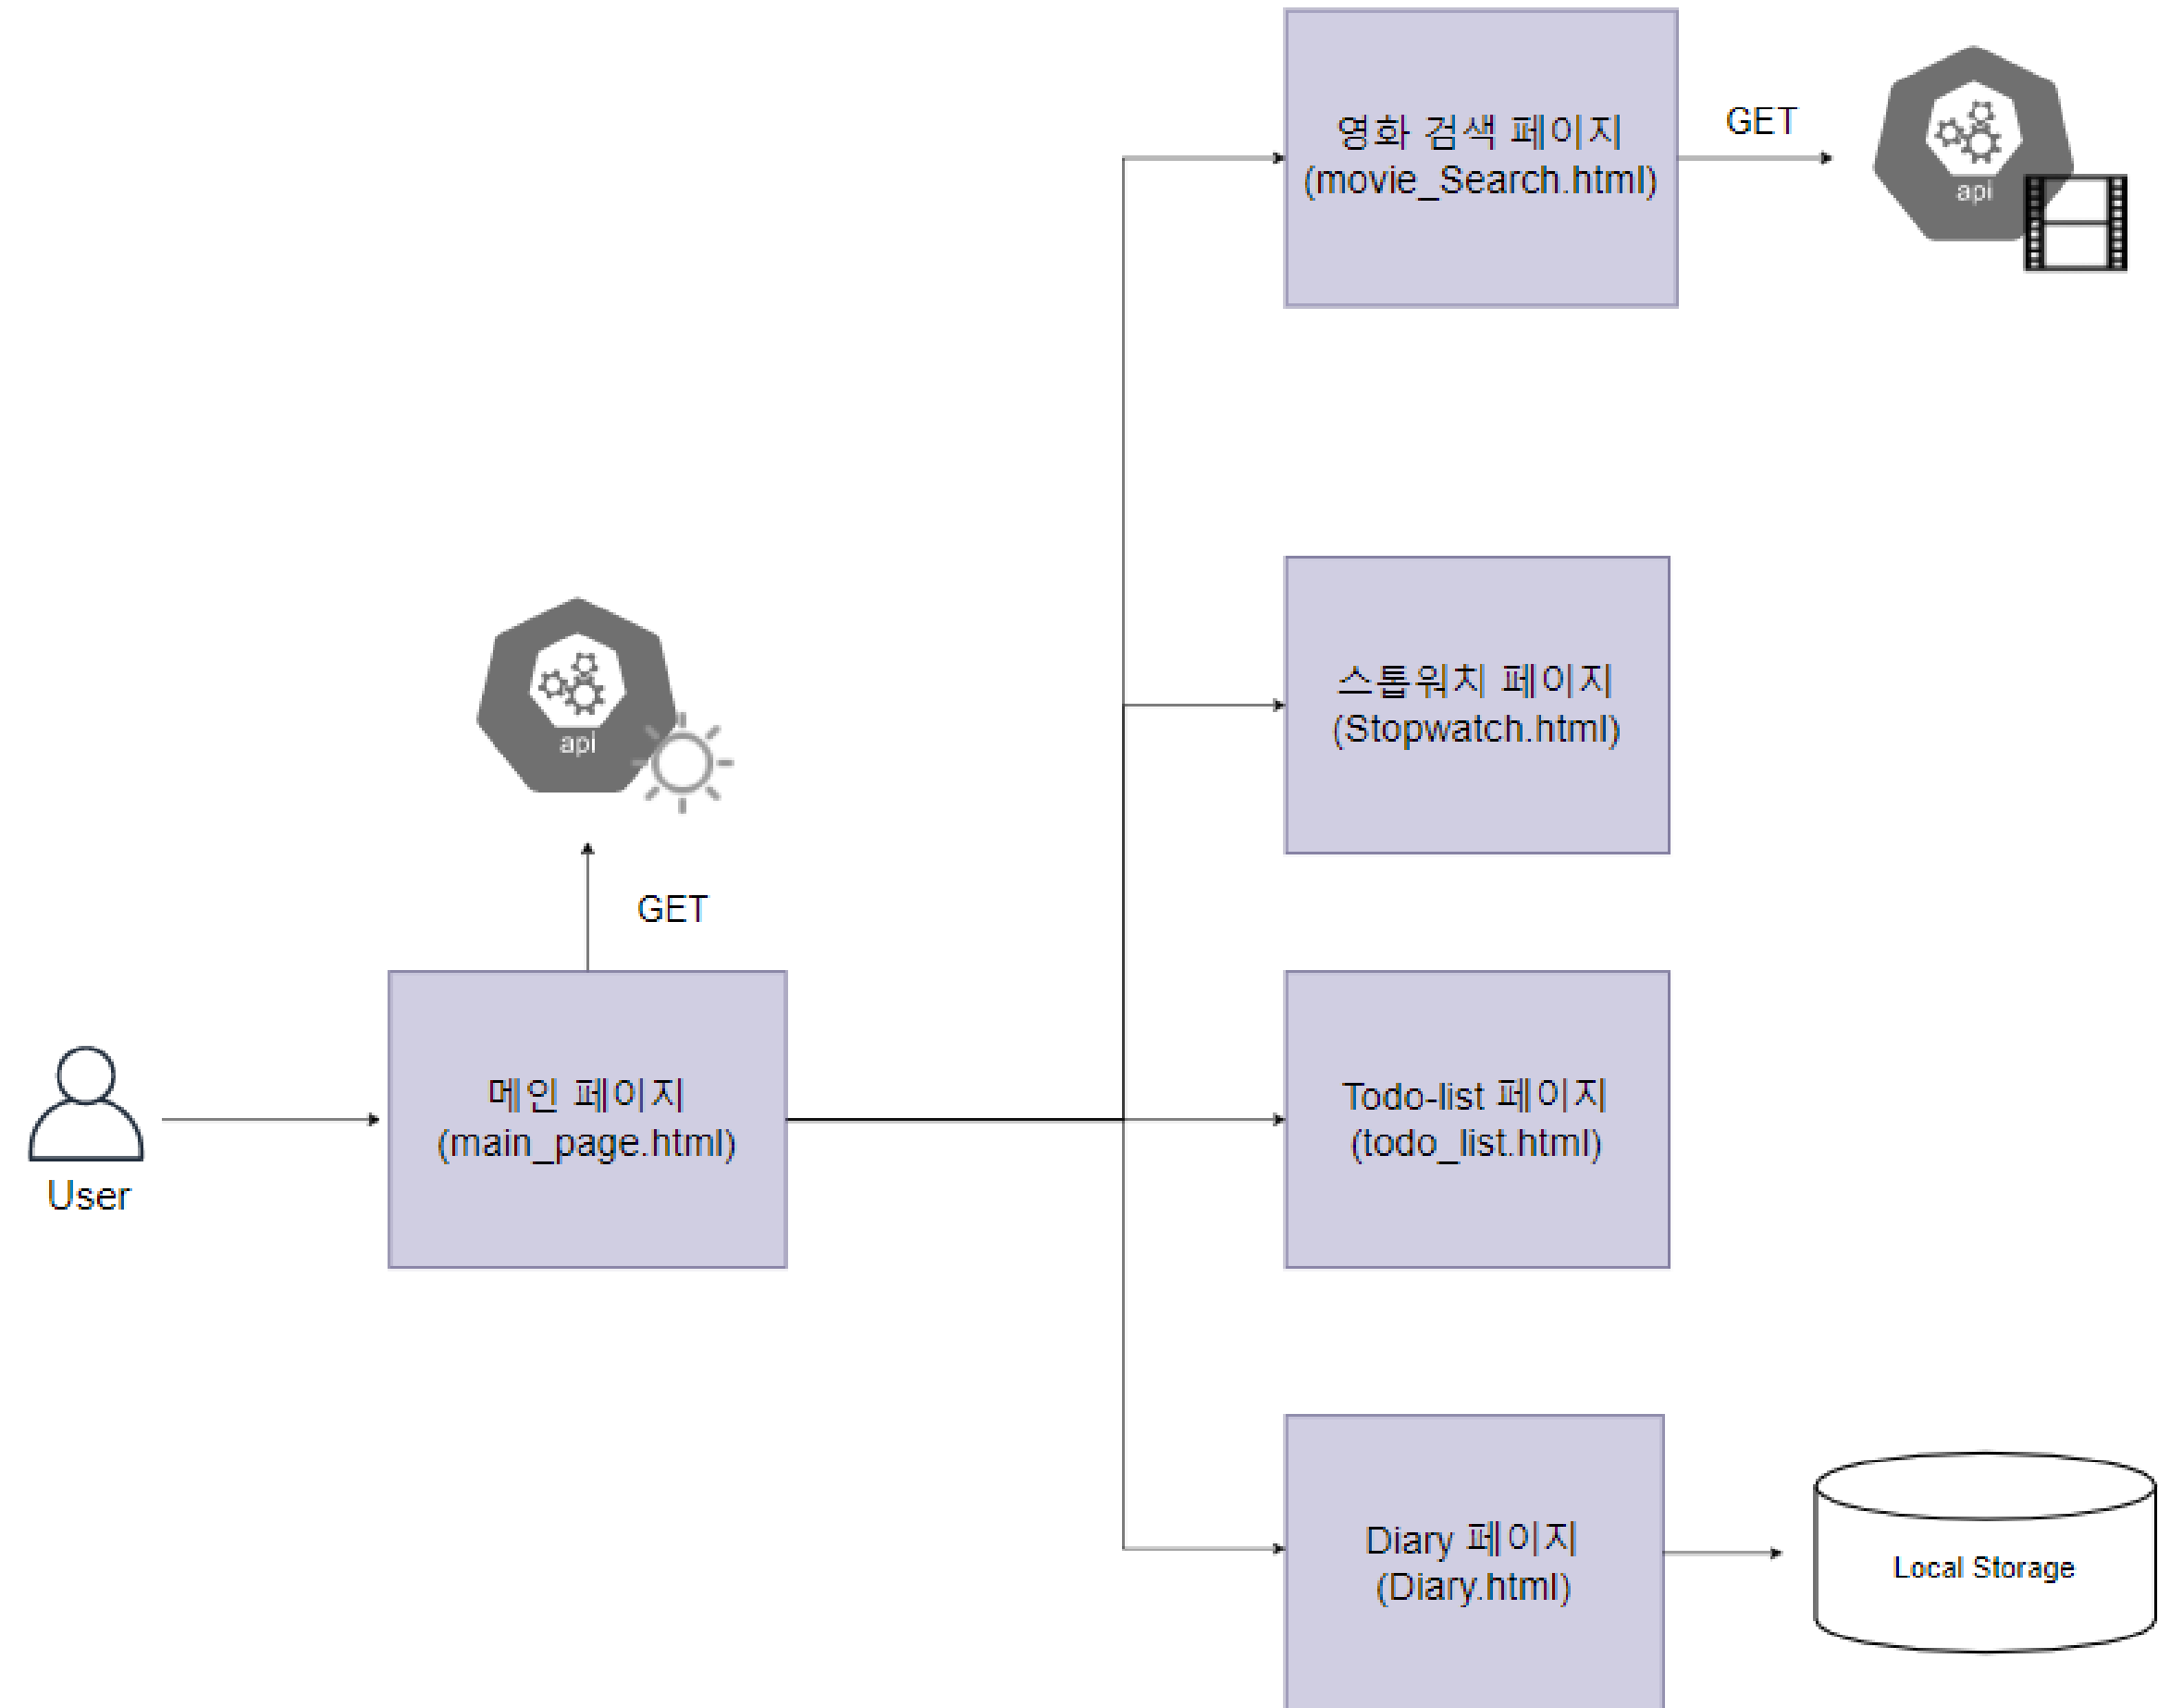 영화 검색 페이지
(movie_Search.html)
GET
api
스톱워치 페이지
(Stopwatch.html)
api
GET
메인 페이지
(main_page.html)
Todo-list 페이지
(todo_list.html)
User
Diary 페이지
(Diary.html)
Local Storage